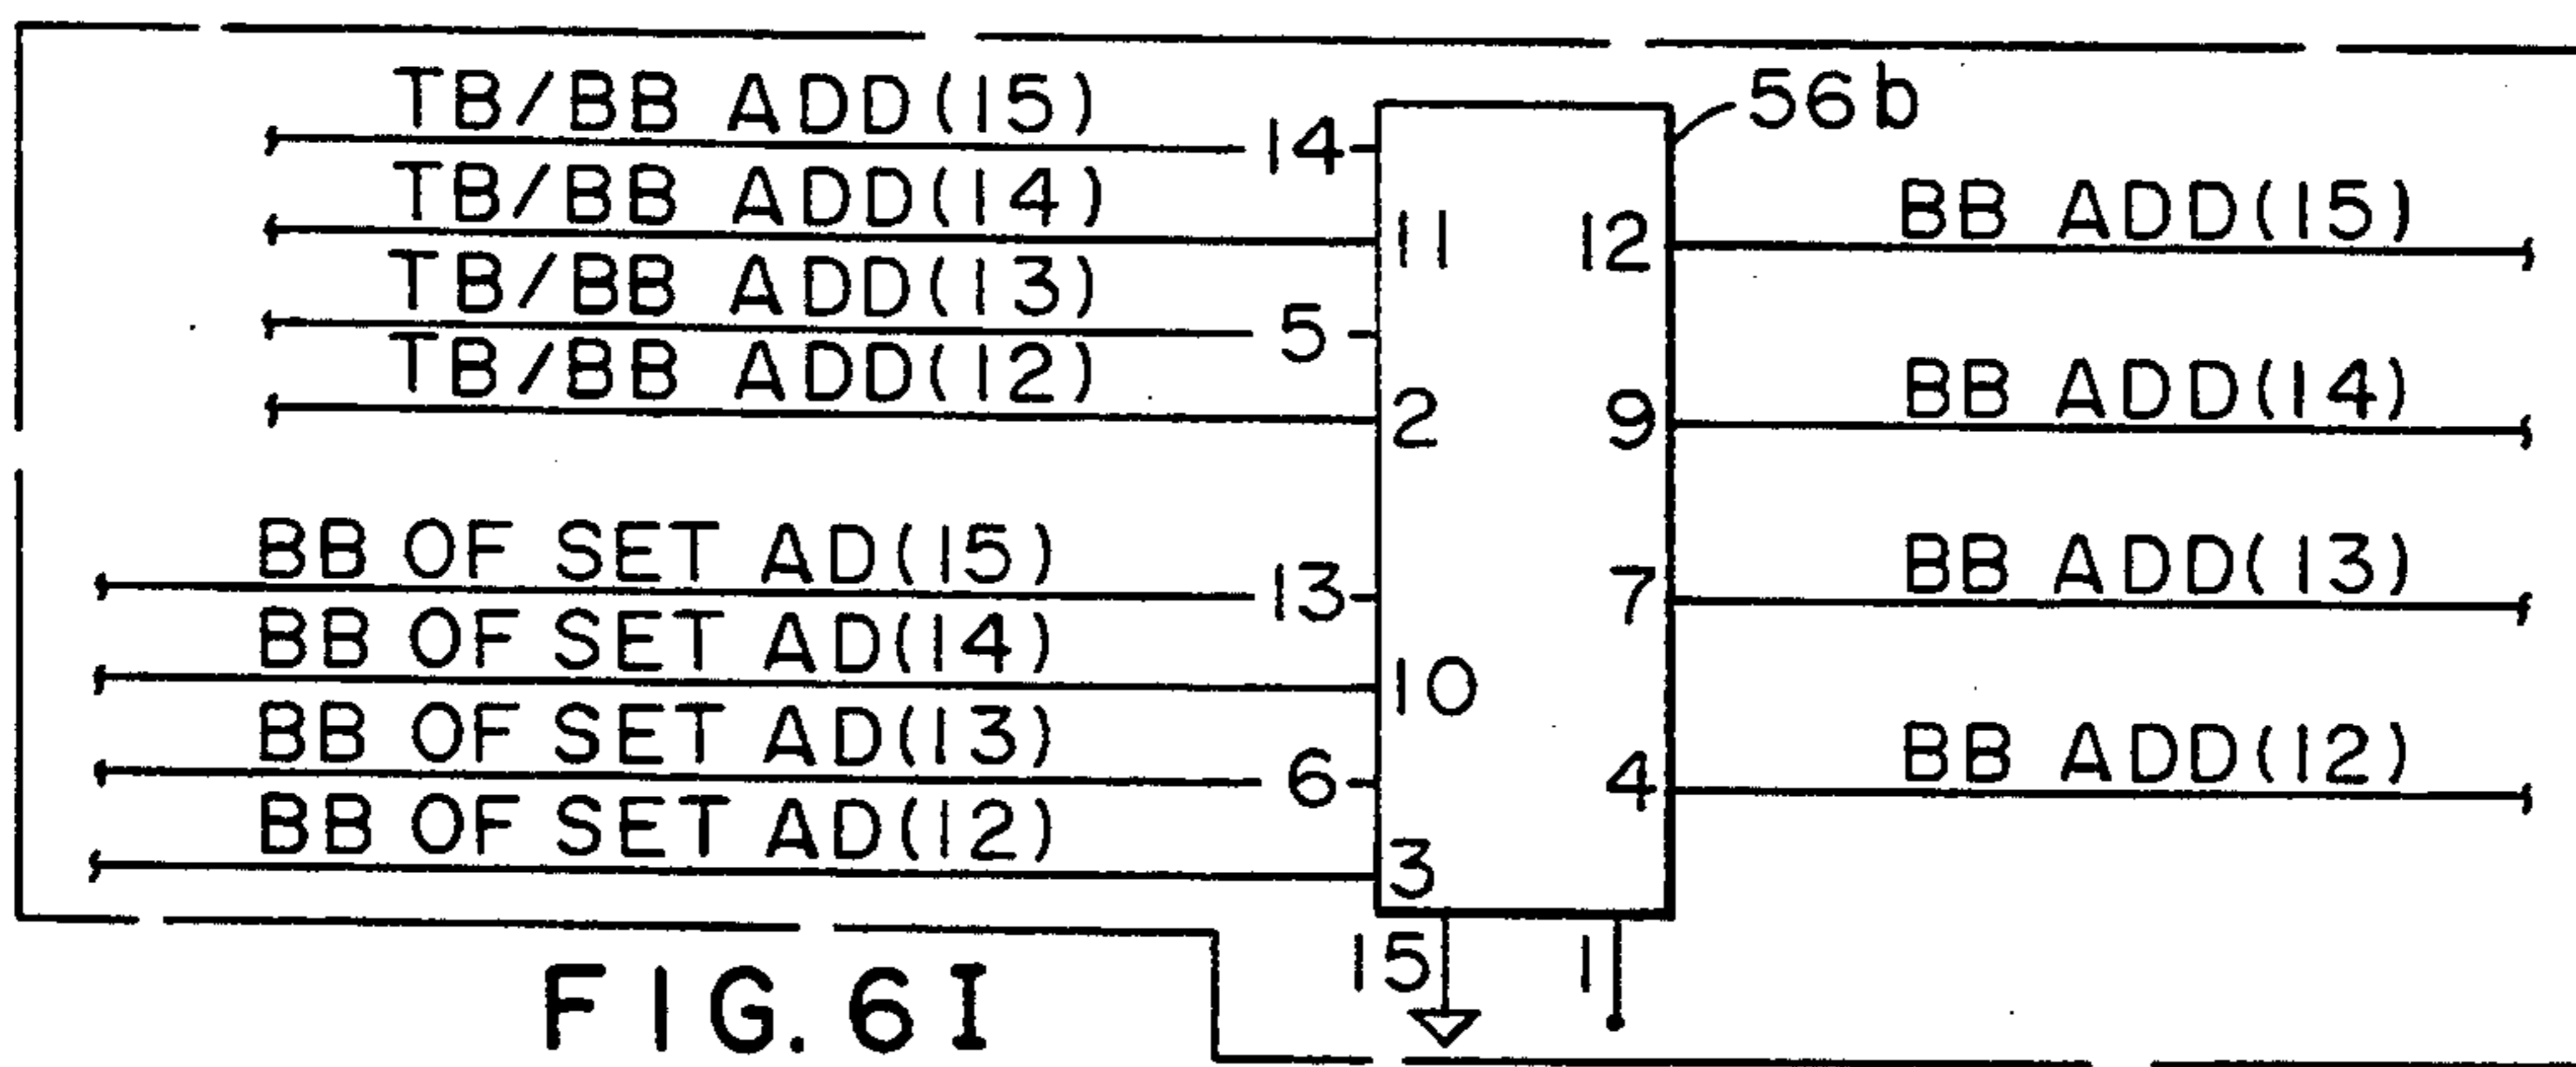 TB/BB ADD(15) 14 56b
TB/BB ADD(14) 11 12 BB ADD(15)
TB/BB ADD(13) 5
TB/BB ADD(12) 2 9 BB ADD(14)
BB OF SET AD(15) 13 7 BB ADD(13)
BB OF SET AD(14) 10
BB OF SET AD(13) 6 4 BB ADD(12)
BB OF SET AD(12) 3
15 1
FIG. 6I